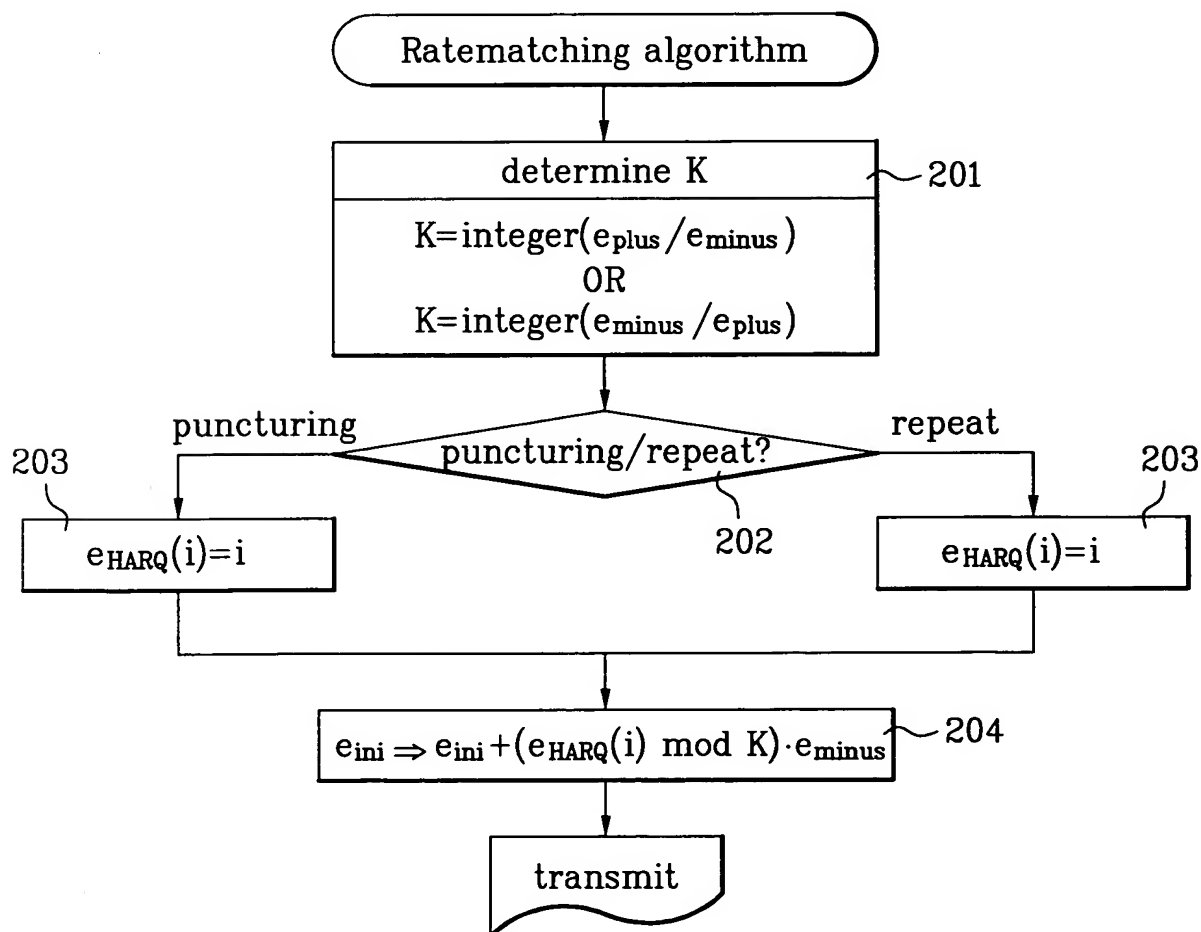 Ratematching algorithm
determine K
201
K=integer(eplus/eminus)
OR
K=integer(eminus/eplus)
puncturing
repeat
puncturing/repeat?
203
203
202
eHARQ(i)=i
eHARQ(i)=i
eini⇒eini+(eHARQ(i) mod K)·eminus
204
transmit